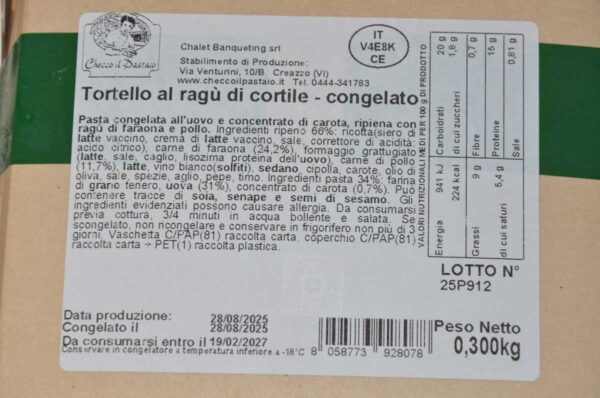 Checco il Pastaio
Chalet Banqueting srl
Stabilimento di Produzione:
Via Venturini, 10/B Creazzo (VI)
www.checcoilpastaio.it Tel. 0444-341783
IT
V4E8K
CE
Tortello al ragù di cortile - congelato
Pasta congelata all'uovo e concentrato di carota, ripiena con
ragù di faraona e pollo. Ingredienti ripieno 66%: ricotta(siero di
latte vaccino, crema di latte vaccino, sale, correttore di acidità:
acido citrico), carne di faraona (24,2%), formaggio grattugiato
(latte, sale, caglio, lisozima proteina dell'uovo), carne di pollo
(11,7%), latte, vino bianco(solfiti), sedano, cipolla, carote, olio di
oliva, sale, spezie, aglio, pepe, timo. Ingredienti pasta 34%: farina
di grano tenero, uova (31%), concentrato di carota (0,7%). Può
contenere tracce di soia, senape e semi di sesamo. Gli
ingredienti evidenziati possono causare allergia. Da consumarsi
previa cottura, 3/4 minuti in acqua bollente e salata. Se
scongelato, non ricongelare e conservare in frigorifero non più di 3
giorni. Vaschetta C/PAP(81) raccolta carta, coperchio C/PAP(81)
raccolta carta + PET(1) raccolta plastica.
VALORI NUTRIZIONALI MEDI PER 100 g DI PRODOTTO
Energia 941 kJ
224 kcal
Grassi 9 g
di cui saturi 6,4 g
Carboidrati 20 g
di cui zuccheri 1,8 g
Fibre 0,7 g
Proteine 15 g
Sale 0,81 g
LOTTO N°
25P912
Data produzione: 28/08/2025
Congelato il 28/08/2025
Da consumarsi entro il 19/02/2027
Conservare in congelatore a temperatura inferiore a -18°C
8 058773 928078
Peso Netto
0,300kg